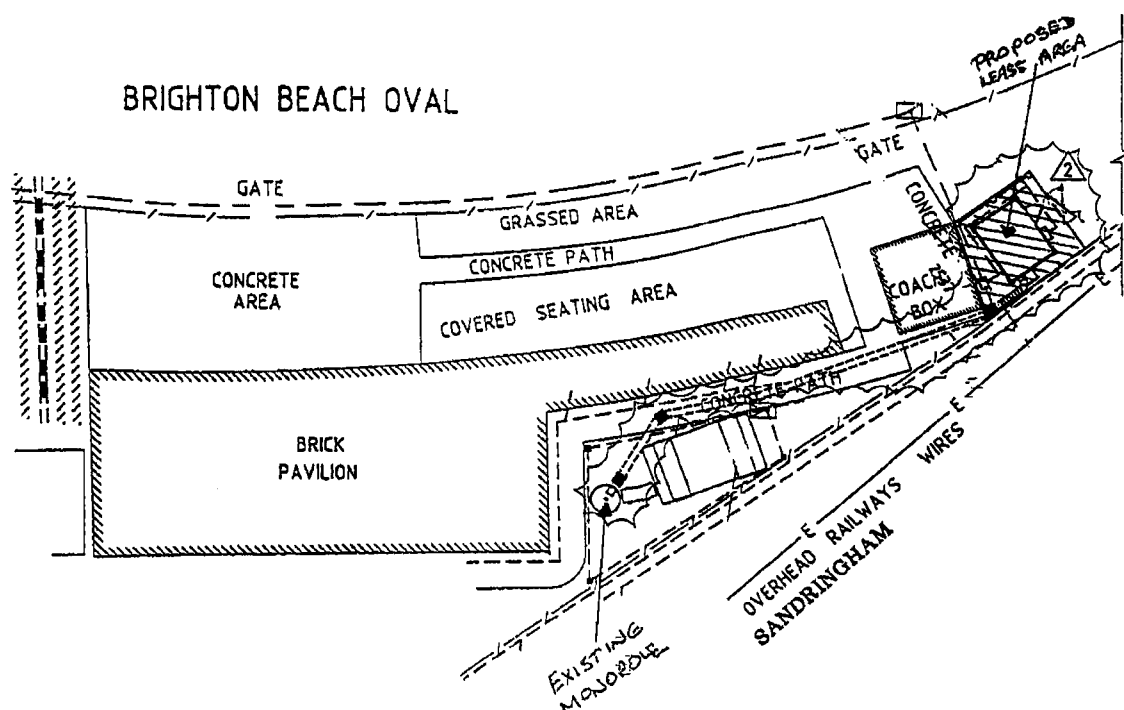 PROPOSED
LEASE AREA
BRIGHTON BEACH OVAL
GATE
GATE
2
GRASSED AREA
CONCRETE
CONCRETE PATH
CONCRETE
AREA
COVERED SEATING AREA
COACH
BOX
CONCRETE PATH
BRICK
PAVILION
E
E
OVERHEAD RAILWAYS WIRES
SANDRINGHAM
EXISTING
MONOPOLE